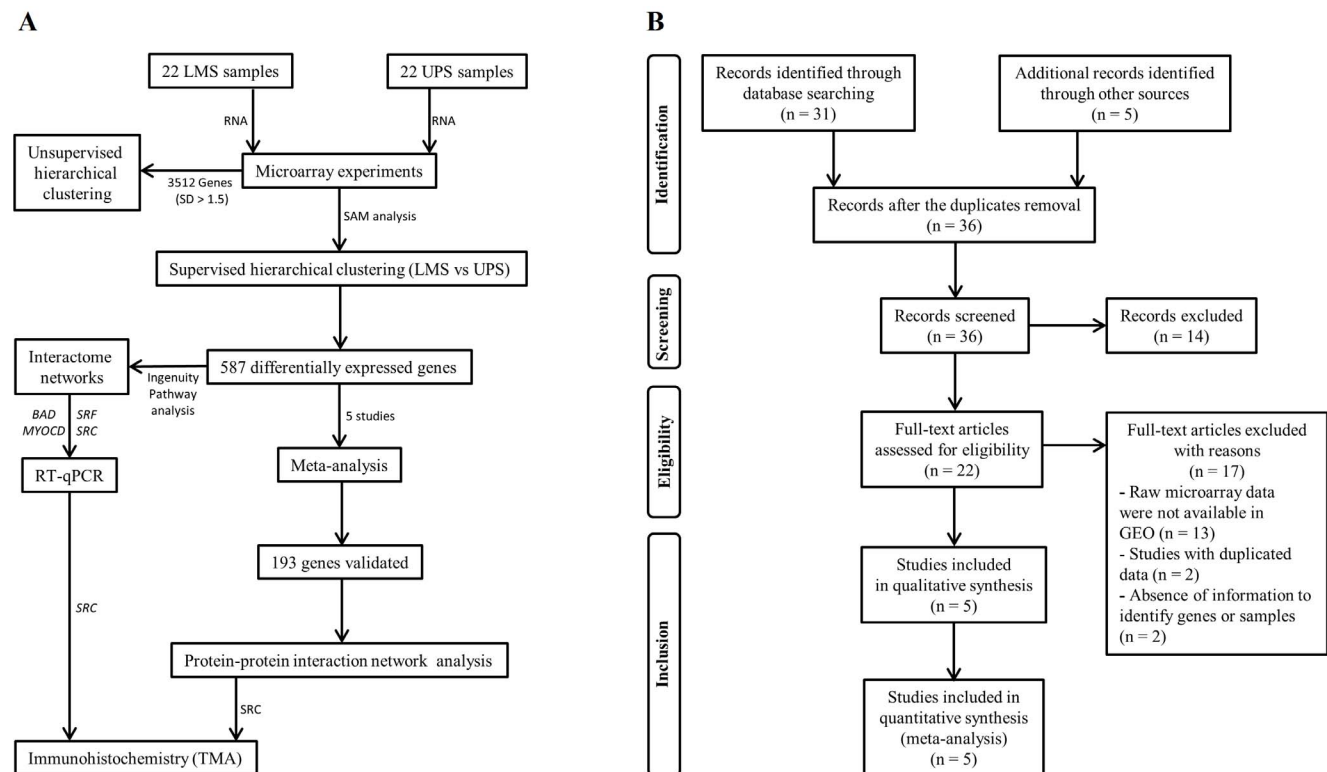 A
22 LMS samples
22 UPS samples
RNA
RNA
Unsupervised
hierarchical
clustering
3512 Genes
(SD > 1.5)
Microarray experiments
SAM analysis
Supervised hierarchical clustering (LMS vs UPS)
Interactome
networks
Ingenuity
Pathway
analysis
587 differentially expressed genes
BAD
MYOCD
SRF
SRC
5 studies
RT-qPCR
Meta-analysis
193 genes validated
SRC
Protein-protein interaction network analysis
SRC
Immunohistochemistry (TMA)
B
Identification
Records identified through
database searching
(n = 31)
Additional records identified
through other sources
(n = 5)
Records after the duplicates removal
(n = 36)
Screening
Records screened
(n = 36)
Records excluded
(n = 14)
Eligibility
Full-text articles
assessed for eligibility
(n = 22)
Full-text articles excluded
with reasons
(n = 17)
- Raw microarray data
were not available in
GEO (n = 13)
- Studies with duplicated
data (n = 2)
- Absence of information to
identify genes or samples
(n = 2)
Inclusion
Studies included
in qualitative synthesis
(n = 5)
Studies included in
quantitative synthesis
(meta-analysis)
(n = 5)